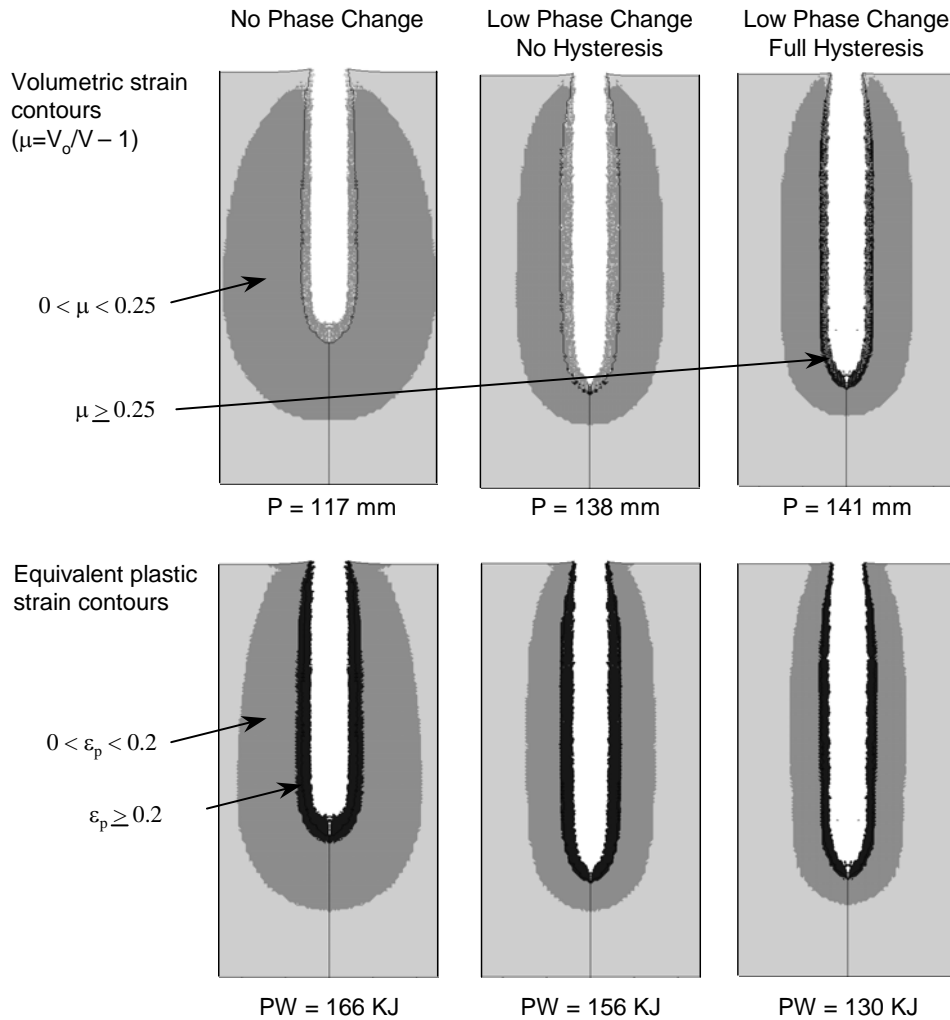 No Phase Change
Low Phase Change
No Hysteresis
Low Phase Change
Full Hysteresis
Volumetric strain
contours
(μ=Vo/V – 1)
0 < μ < 0.25
μ ≥ 0.25
P = 117 mm
P = 138 mm
P = 141 mm
Equivalent plastic
strain contours
0 < εp < 0.2
εp ≥ 0.2
PW = 166 KJ
PW = 156 KJ
PW = 130 KJ